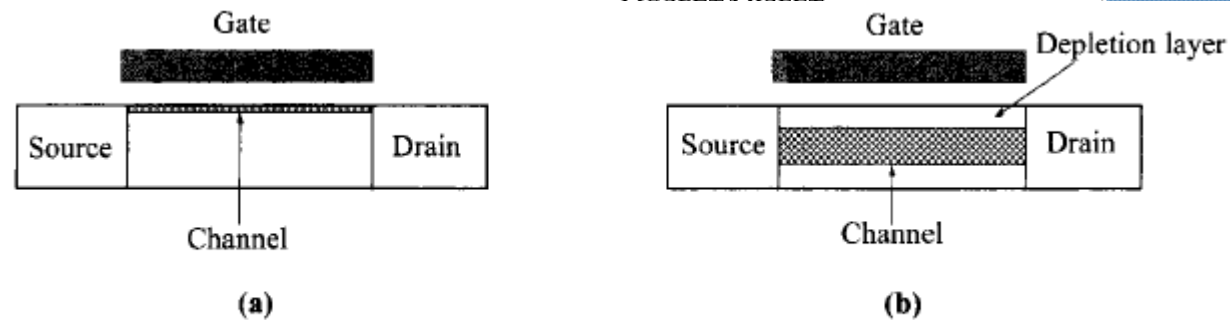 Gate
Source
Drain
Channel
(a)
Gate
Depletion layer
Source
Drain
Channel
(b)